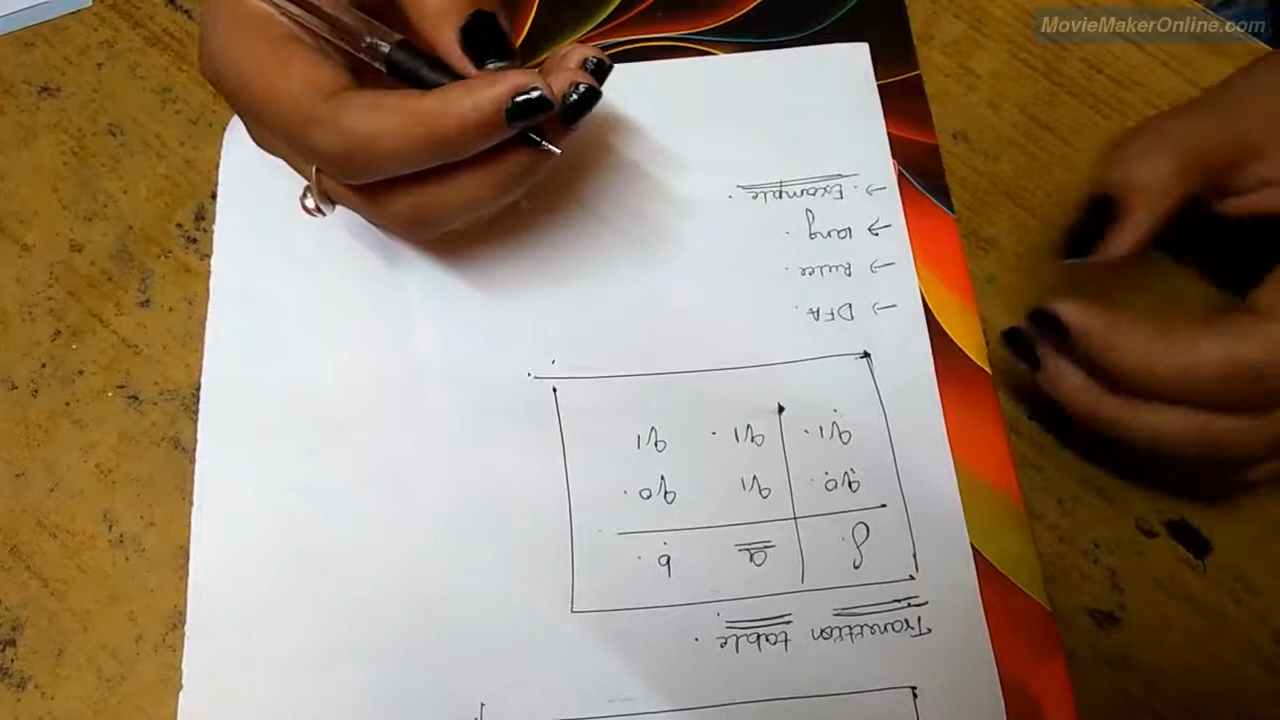 MovieMakerOnline.com
Transition table.
δ a b.
q0. q1 q0.
q1. q1. q1
→ DFA.
→ Rules.
→ lang.
→ Example.